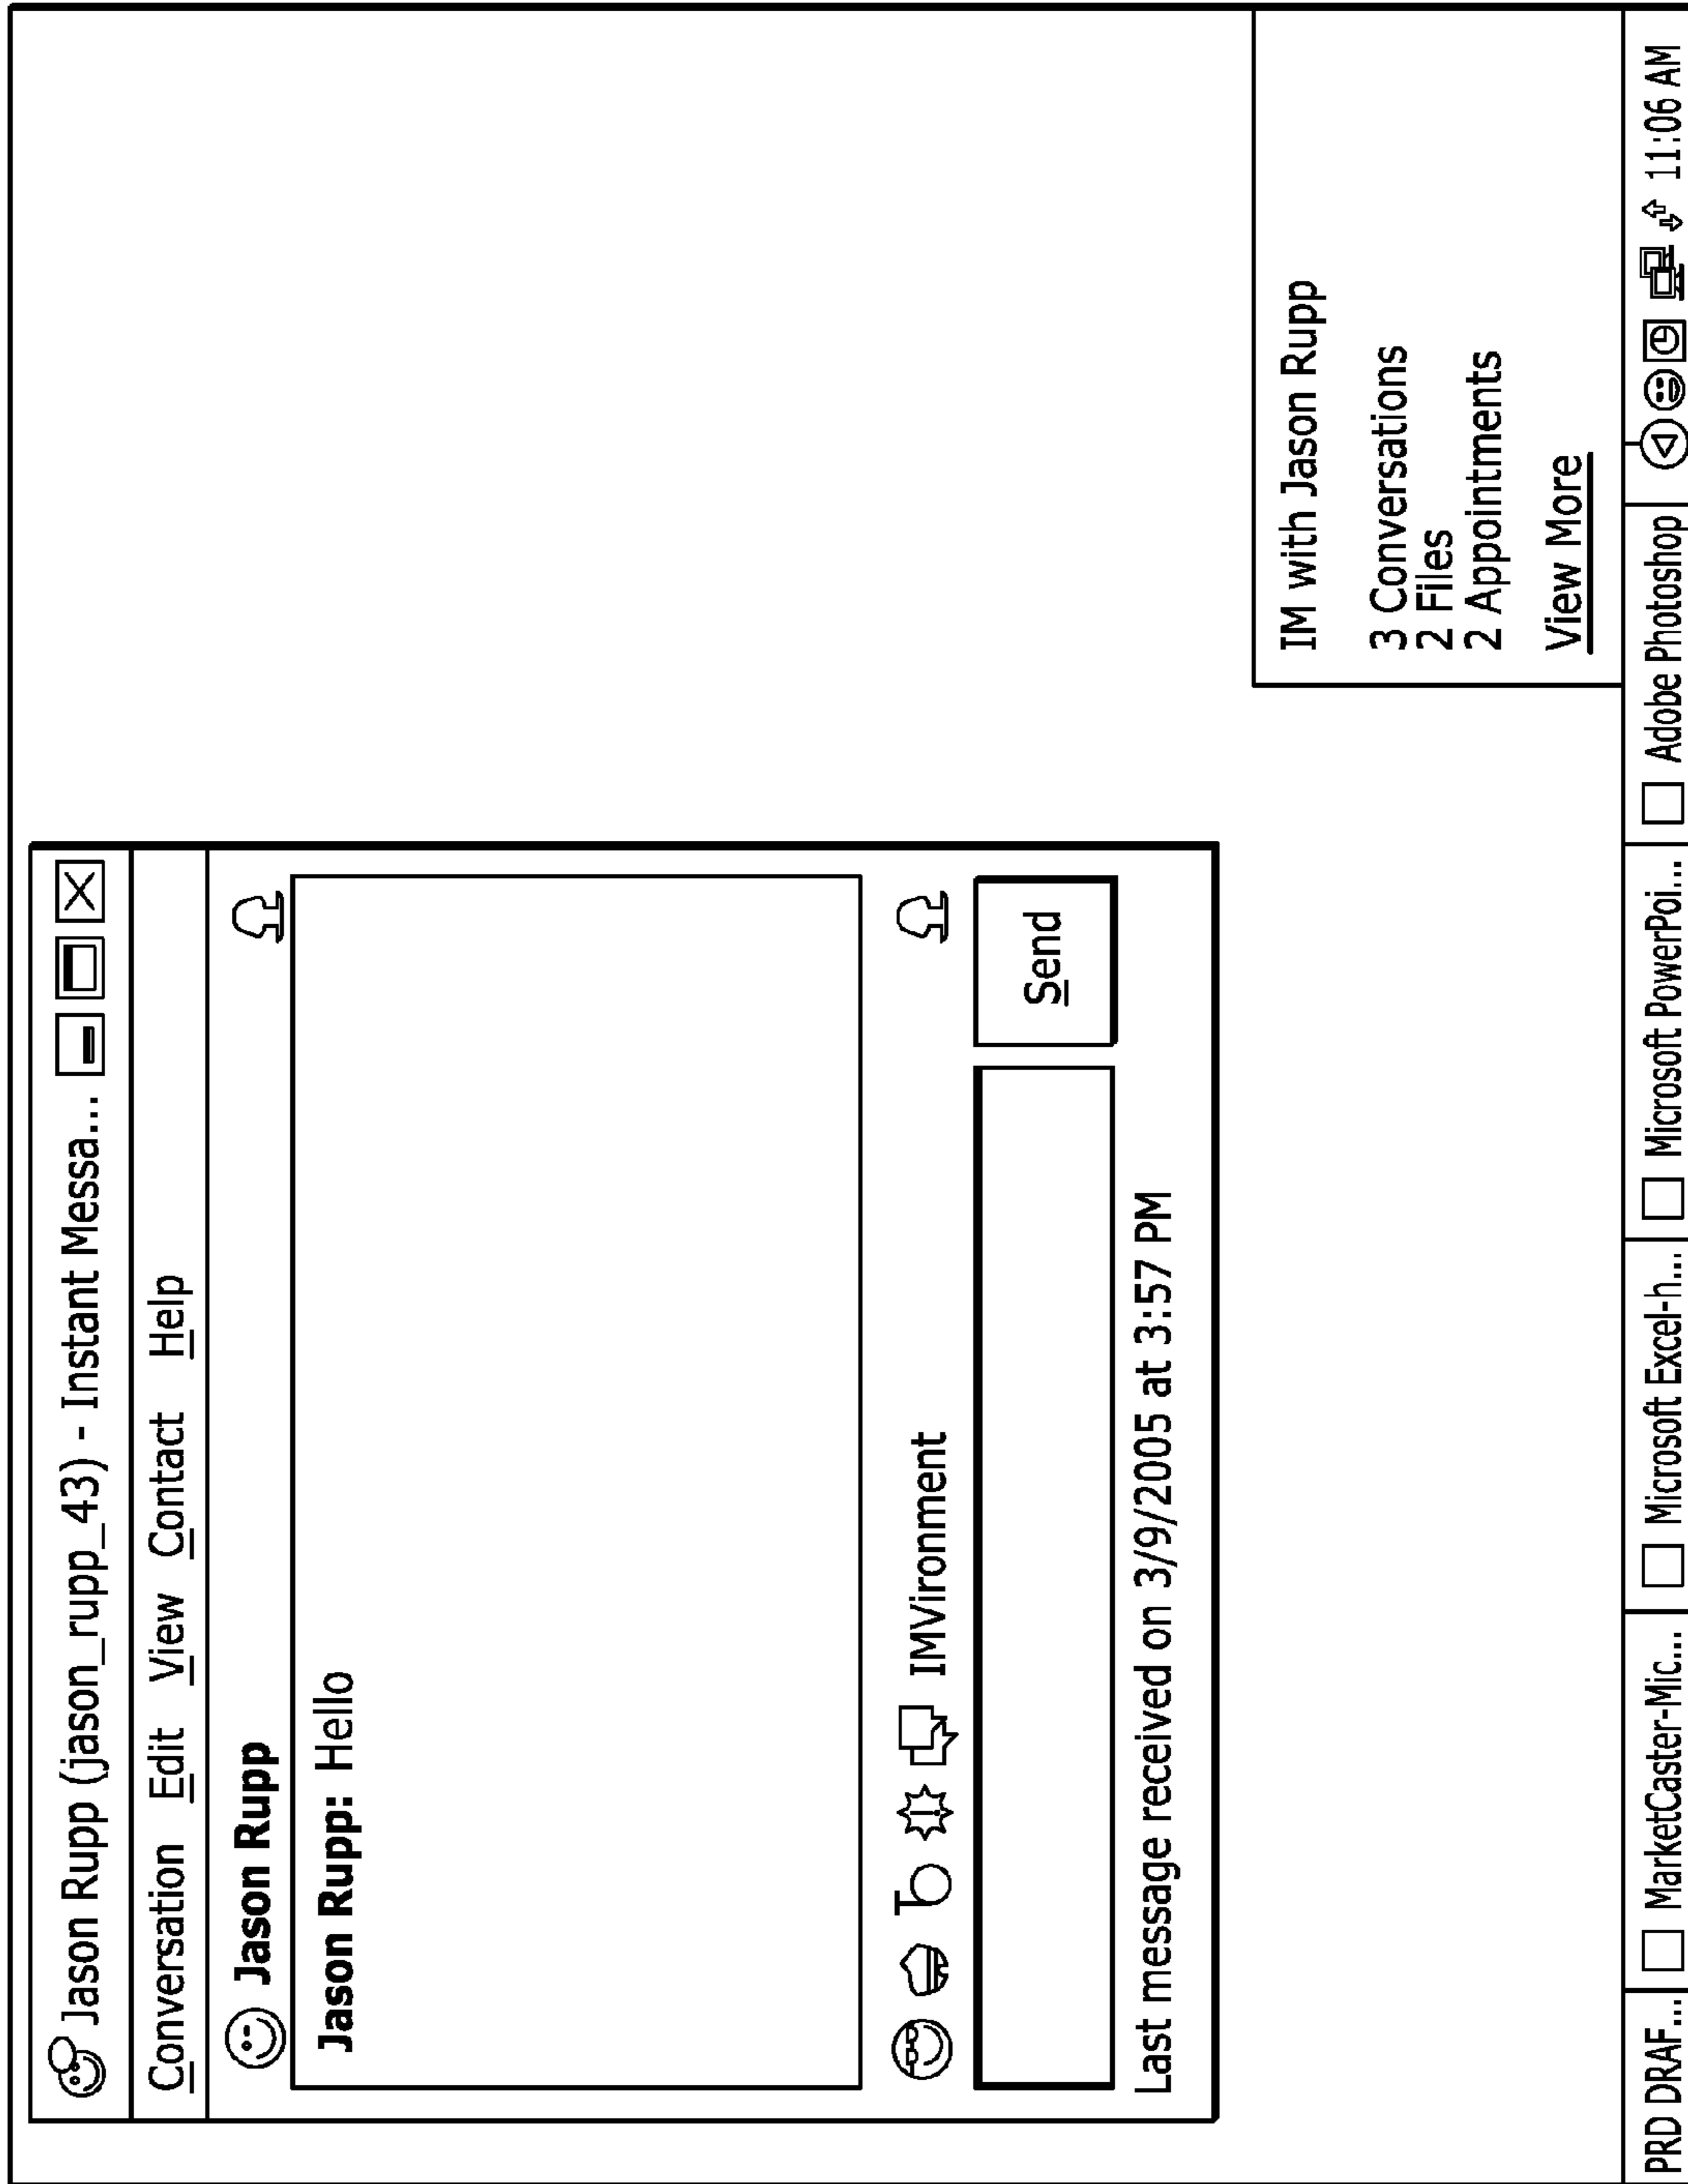 Jason Rupp (jason_rupp_43) - Instant Messa...
Conversation Edit View Contact Help
Jason Rupp
Jason Rupp: Hello
IMVironment
Send
Last message received on 3/9/2005 at 3:57 PM
IM with Jason Rupp
3 Conversations
2 Files
2 Appointments
View More
PRD DRAF... MarketCaster-Mic... Microsoft Excel-h... Microsoft PowerPoi... Adobe Photoshop 11:06 AM